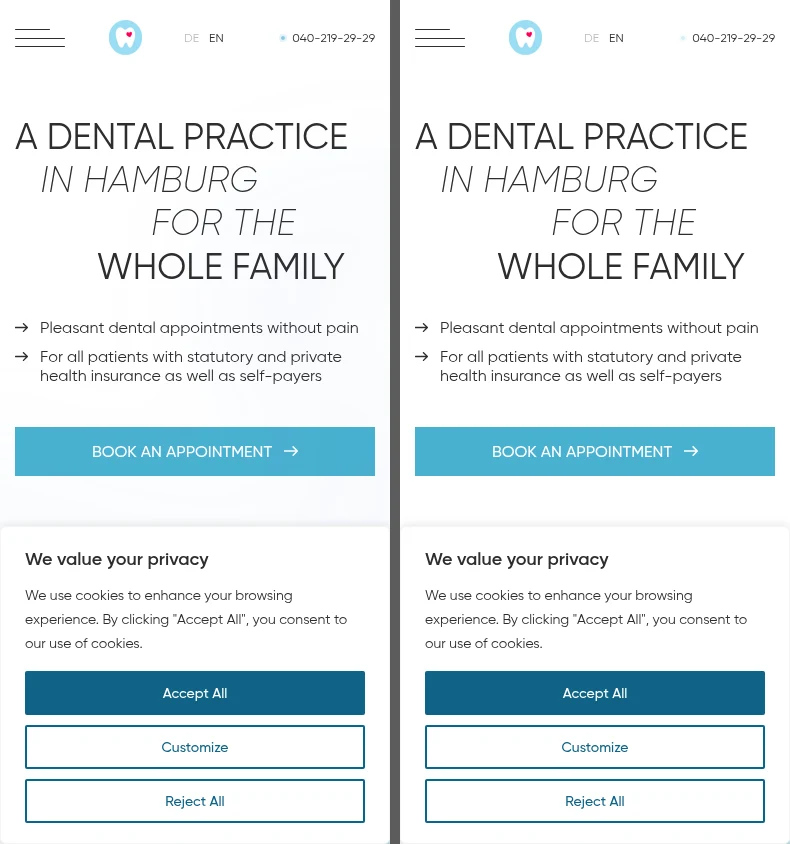 DE EN 040-219-29-29
A DENTAL PRACTICE
IN HAMBURG
FOR THE
WHOLE FAMILY
Pleasant dental appointments without pain
For all patients with statutory and private
health insurance as well as self-payers
BOOK AN APPOINTMENT
We value your privacy
We use cookies to enhance your browsing
experience. By clicking "Accept All", you consent to
our use of cookies.
Accept All
Customize
Reject All
DE EN 040-219-29-29
A DENTAL PRACTICE
IN HAMBURG
FOR THE
WHOLE FAMILY
Pleasant dental appointments without pain
For all patients with statutory and private
health insurance as well as self-payers
BOOK AN APPOINTMENT
We value your privacy
We use cookies to enhance your browsing
experience. By clicking "Accept All", you consent to
our use of cookies.
Accept All
Customize
Reject All